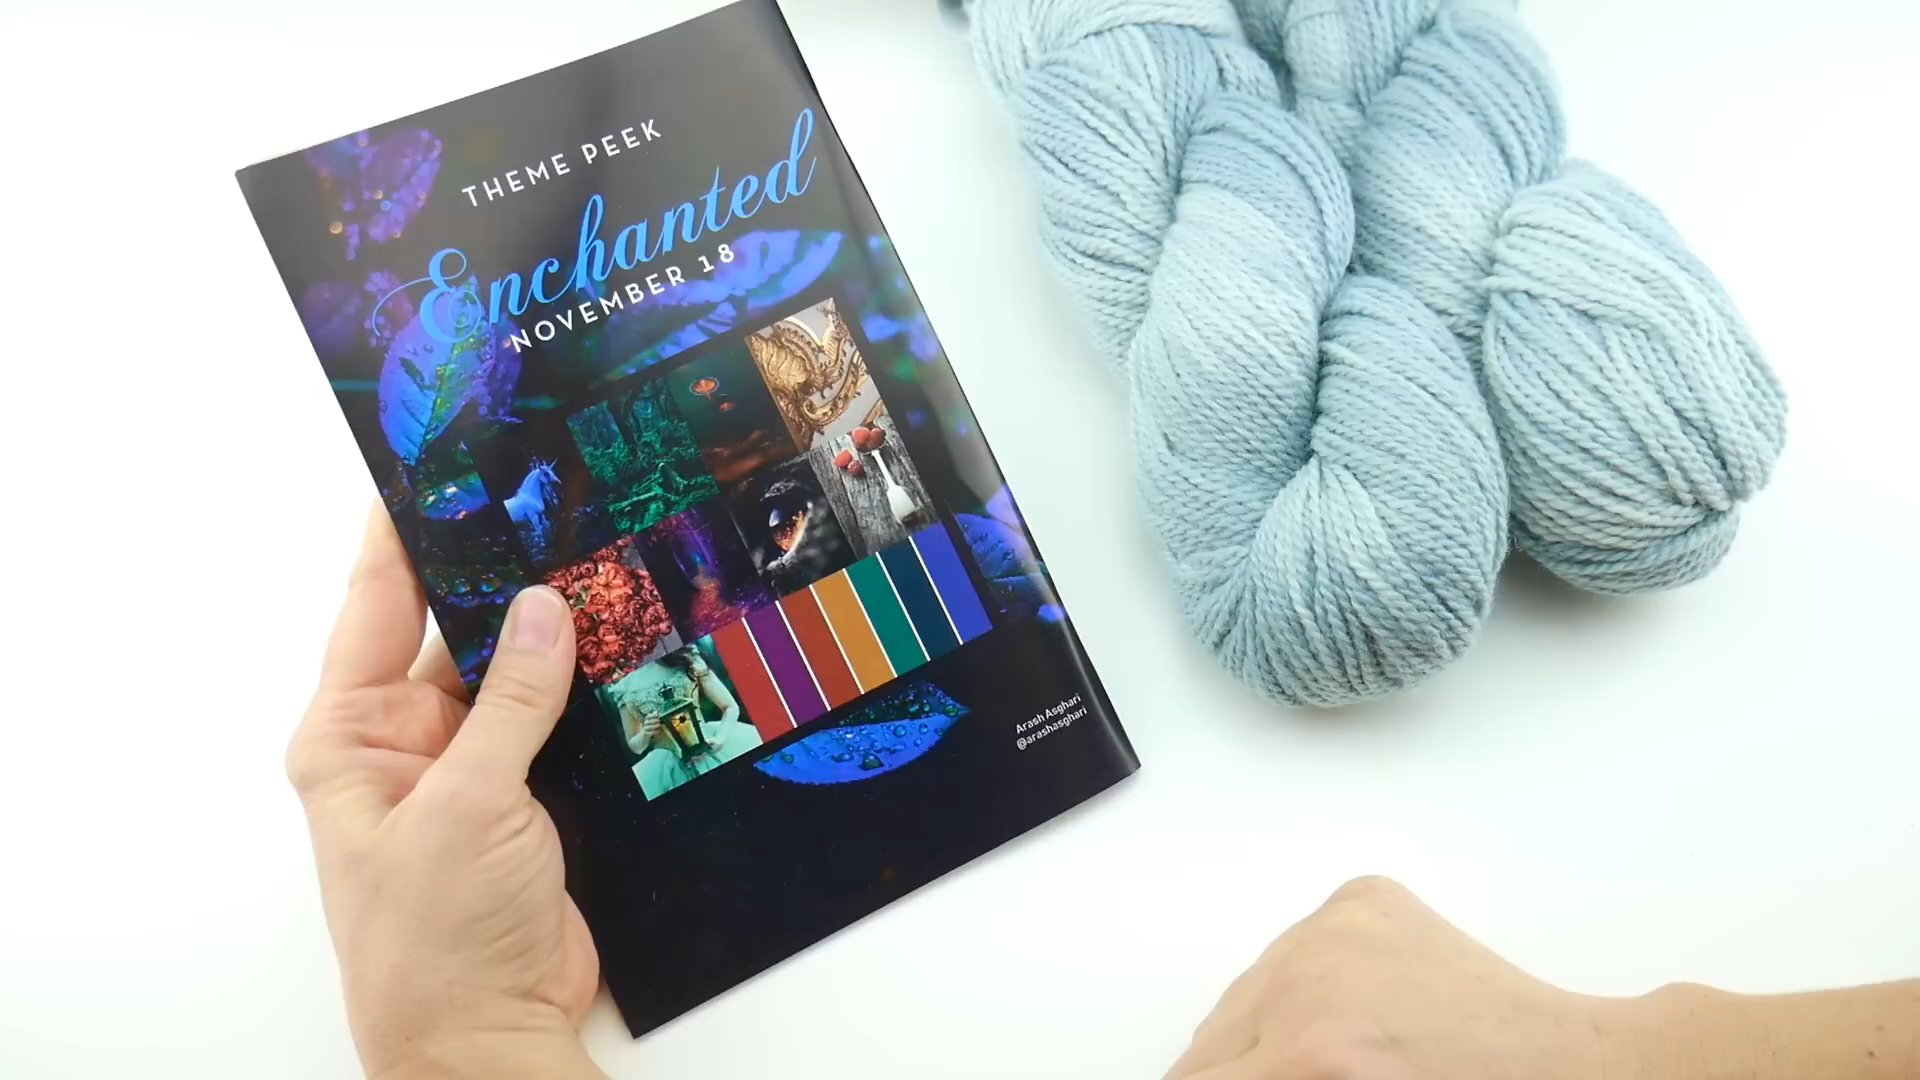 THEME PEEK
Enchanted
NOVEMBER 18
Arash Asghari
@arashasghari